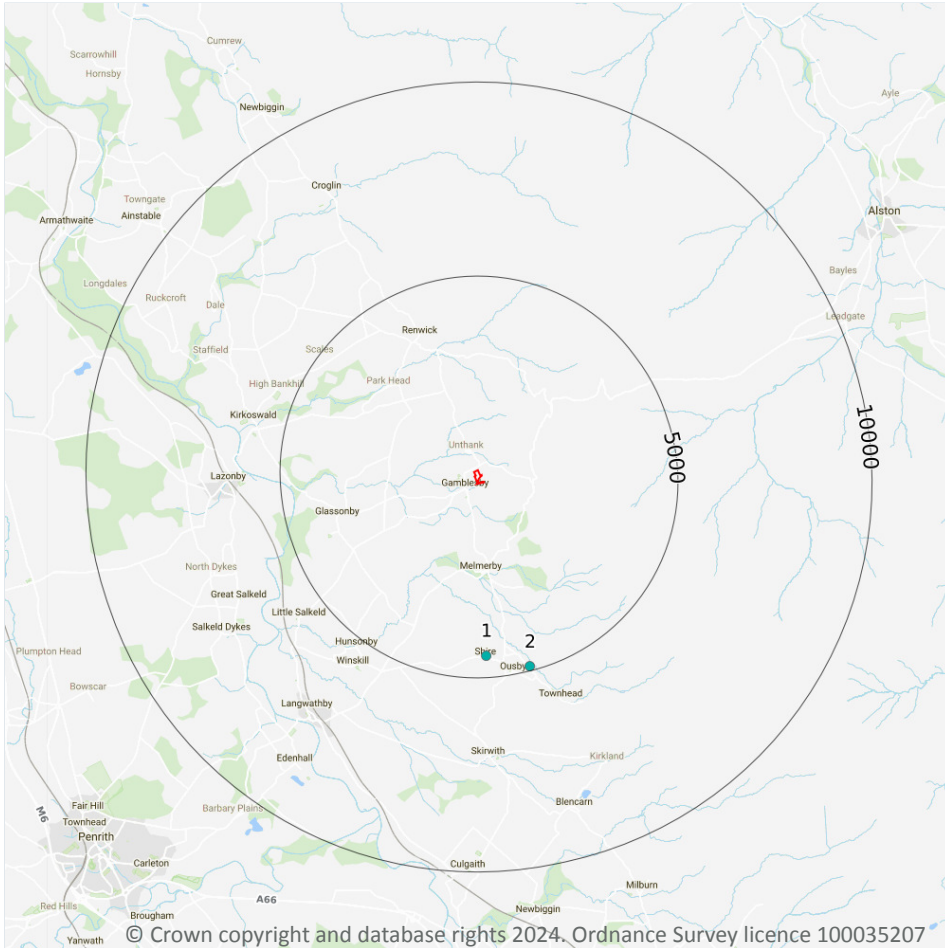 Cumrew
Scarrowhill
Hornsby
Ayle
Newbiggin
Croglin
Towngate
Ainstable
Armathwaite
Alston
Bayles
Longdales
Ruckcroft
Dale
Leadgate
Renwick
Staffield
Scales
High Bankhill
Park Head
Kirkoswald
10000
5000
Unthank
Lazonby
Gamblesby
Glassonby
Melmerby
North Dykes
Great Salkeld
Little Salkeld
Salkeld Dykes
1
2
Hunsonby
Plumpton Head
Skire
Winskill
Ousby
Bowscar
Townhead
Langwathby
Skirwith
Edenhall
Kirkland
Blencarn
M6
Fair Hill
Barbary Plains
Townhead
Penrith
Carleton
Culgaith
Milburn
A66
Red Hills
Newbiggin
Brougham
Yanwath
© Crown copyright and database rights 2024. Ordnance Survey licence 100035207